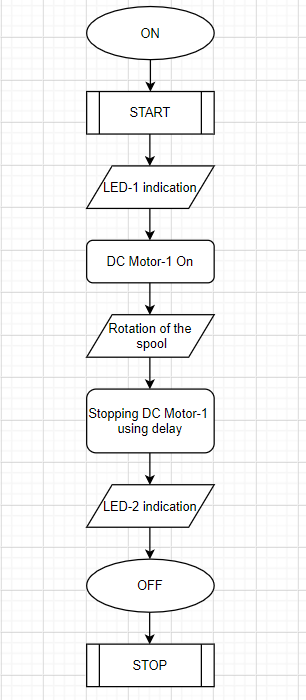 ON
START
LED-1 indication
DC Motor-1 On
Rotation of the
spool
Stopping DC Motor-1
using delay
LED-2 indication
OFF
STOP